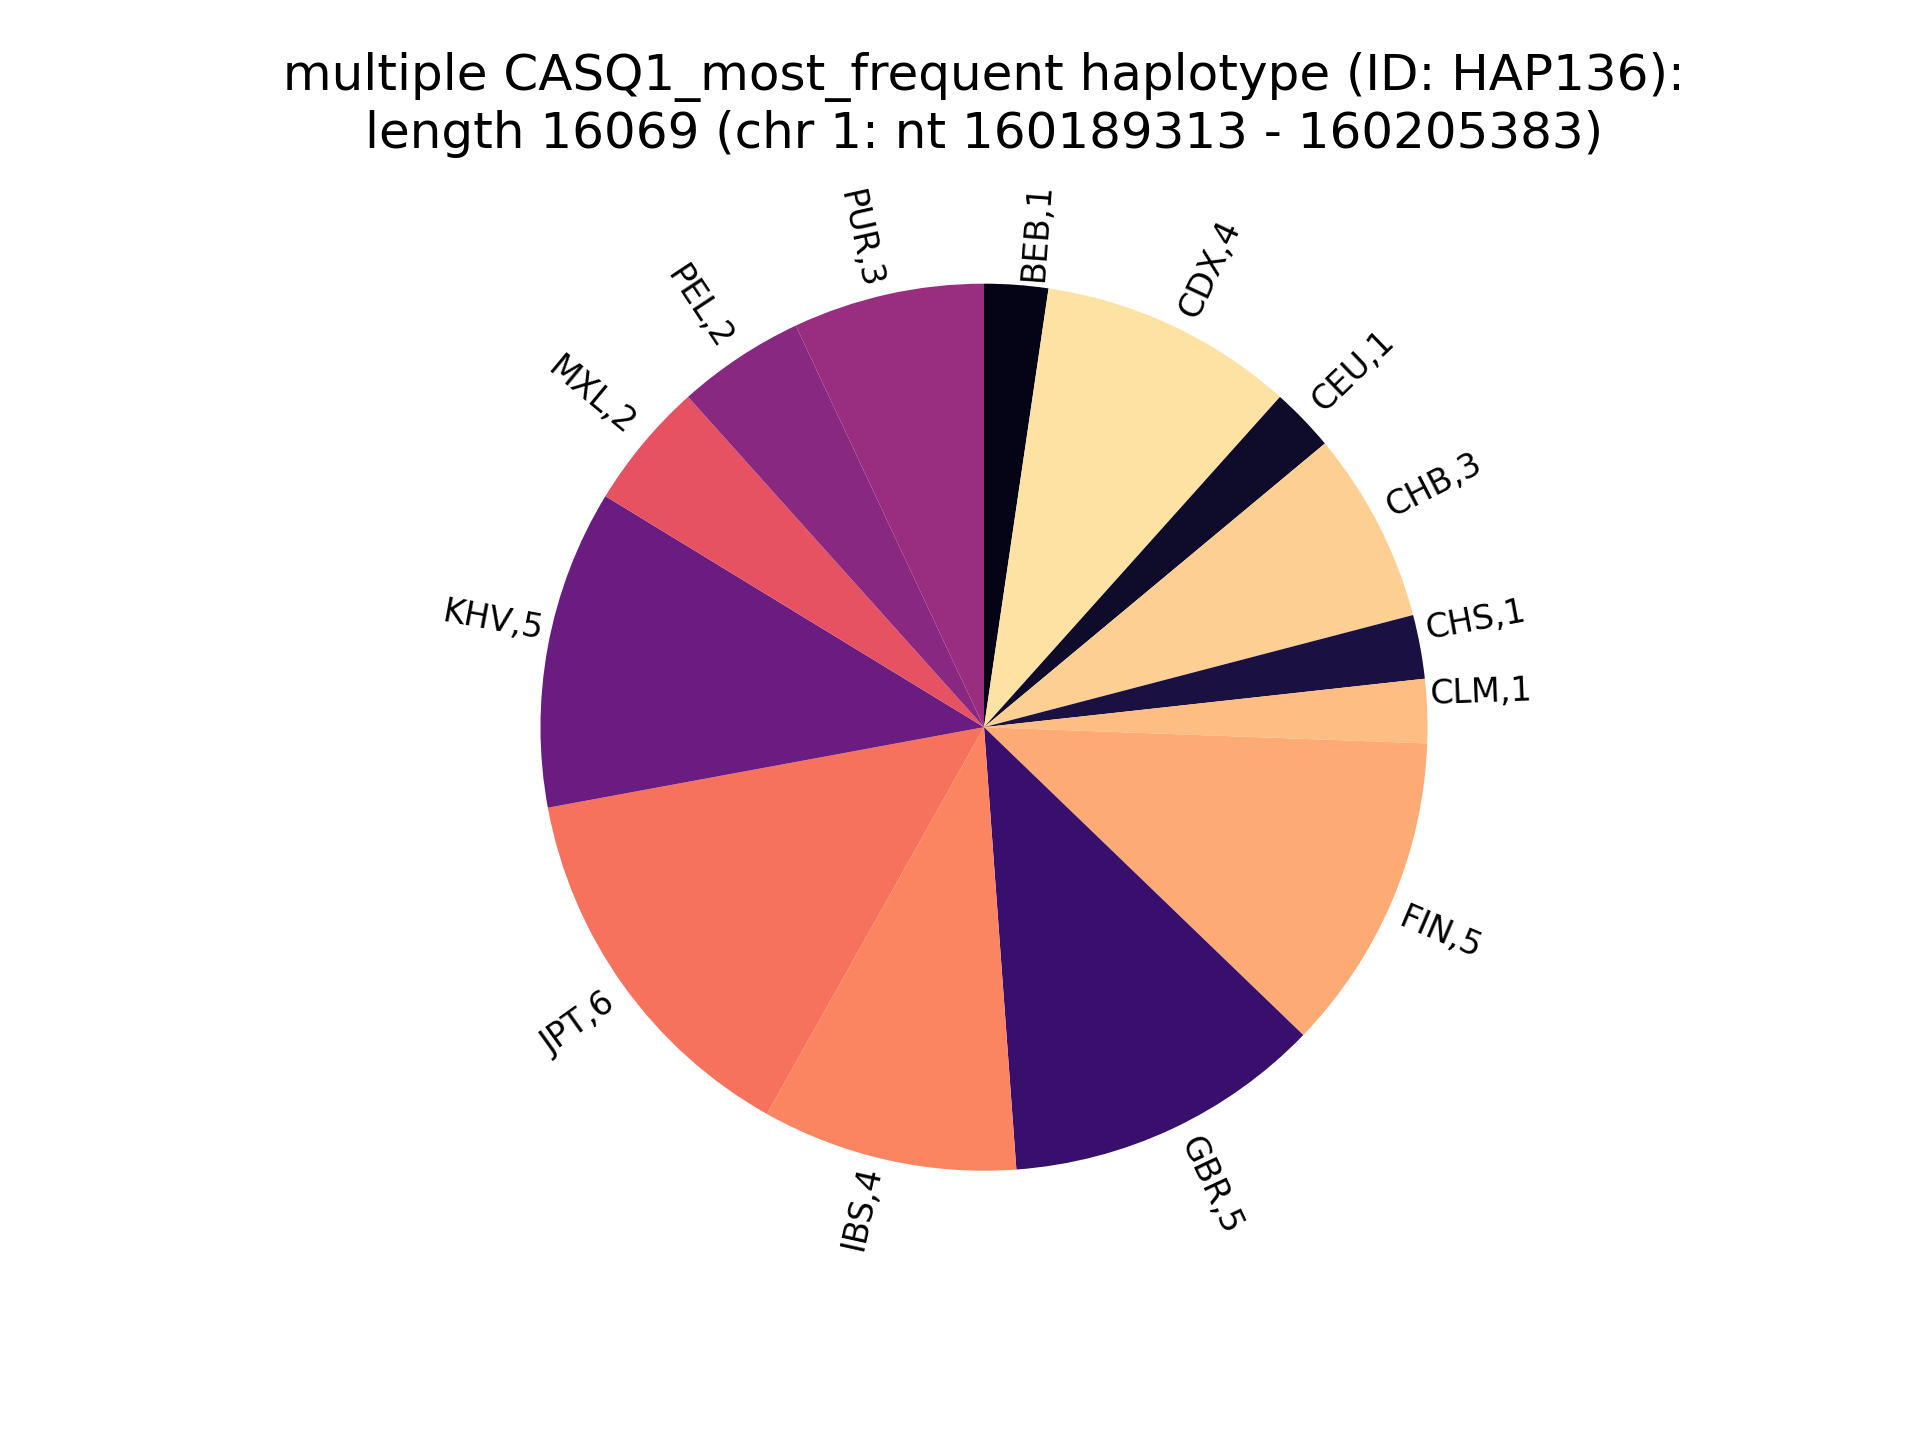 multiple CASQ1_most_frequent haplotype (ID: HAP136):
length 16069 (chr 1: nt 160189313 - 160205383)
BEB,1
CDX,4
CEU,1
CHB,3
CHS,1
CLM,1
FIN,5
GBR,5
IBS,4
JPT,6
KHV,5
MXL,2
PEL,2
PUR,3